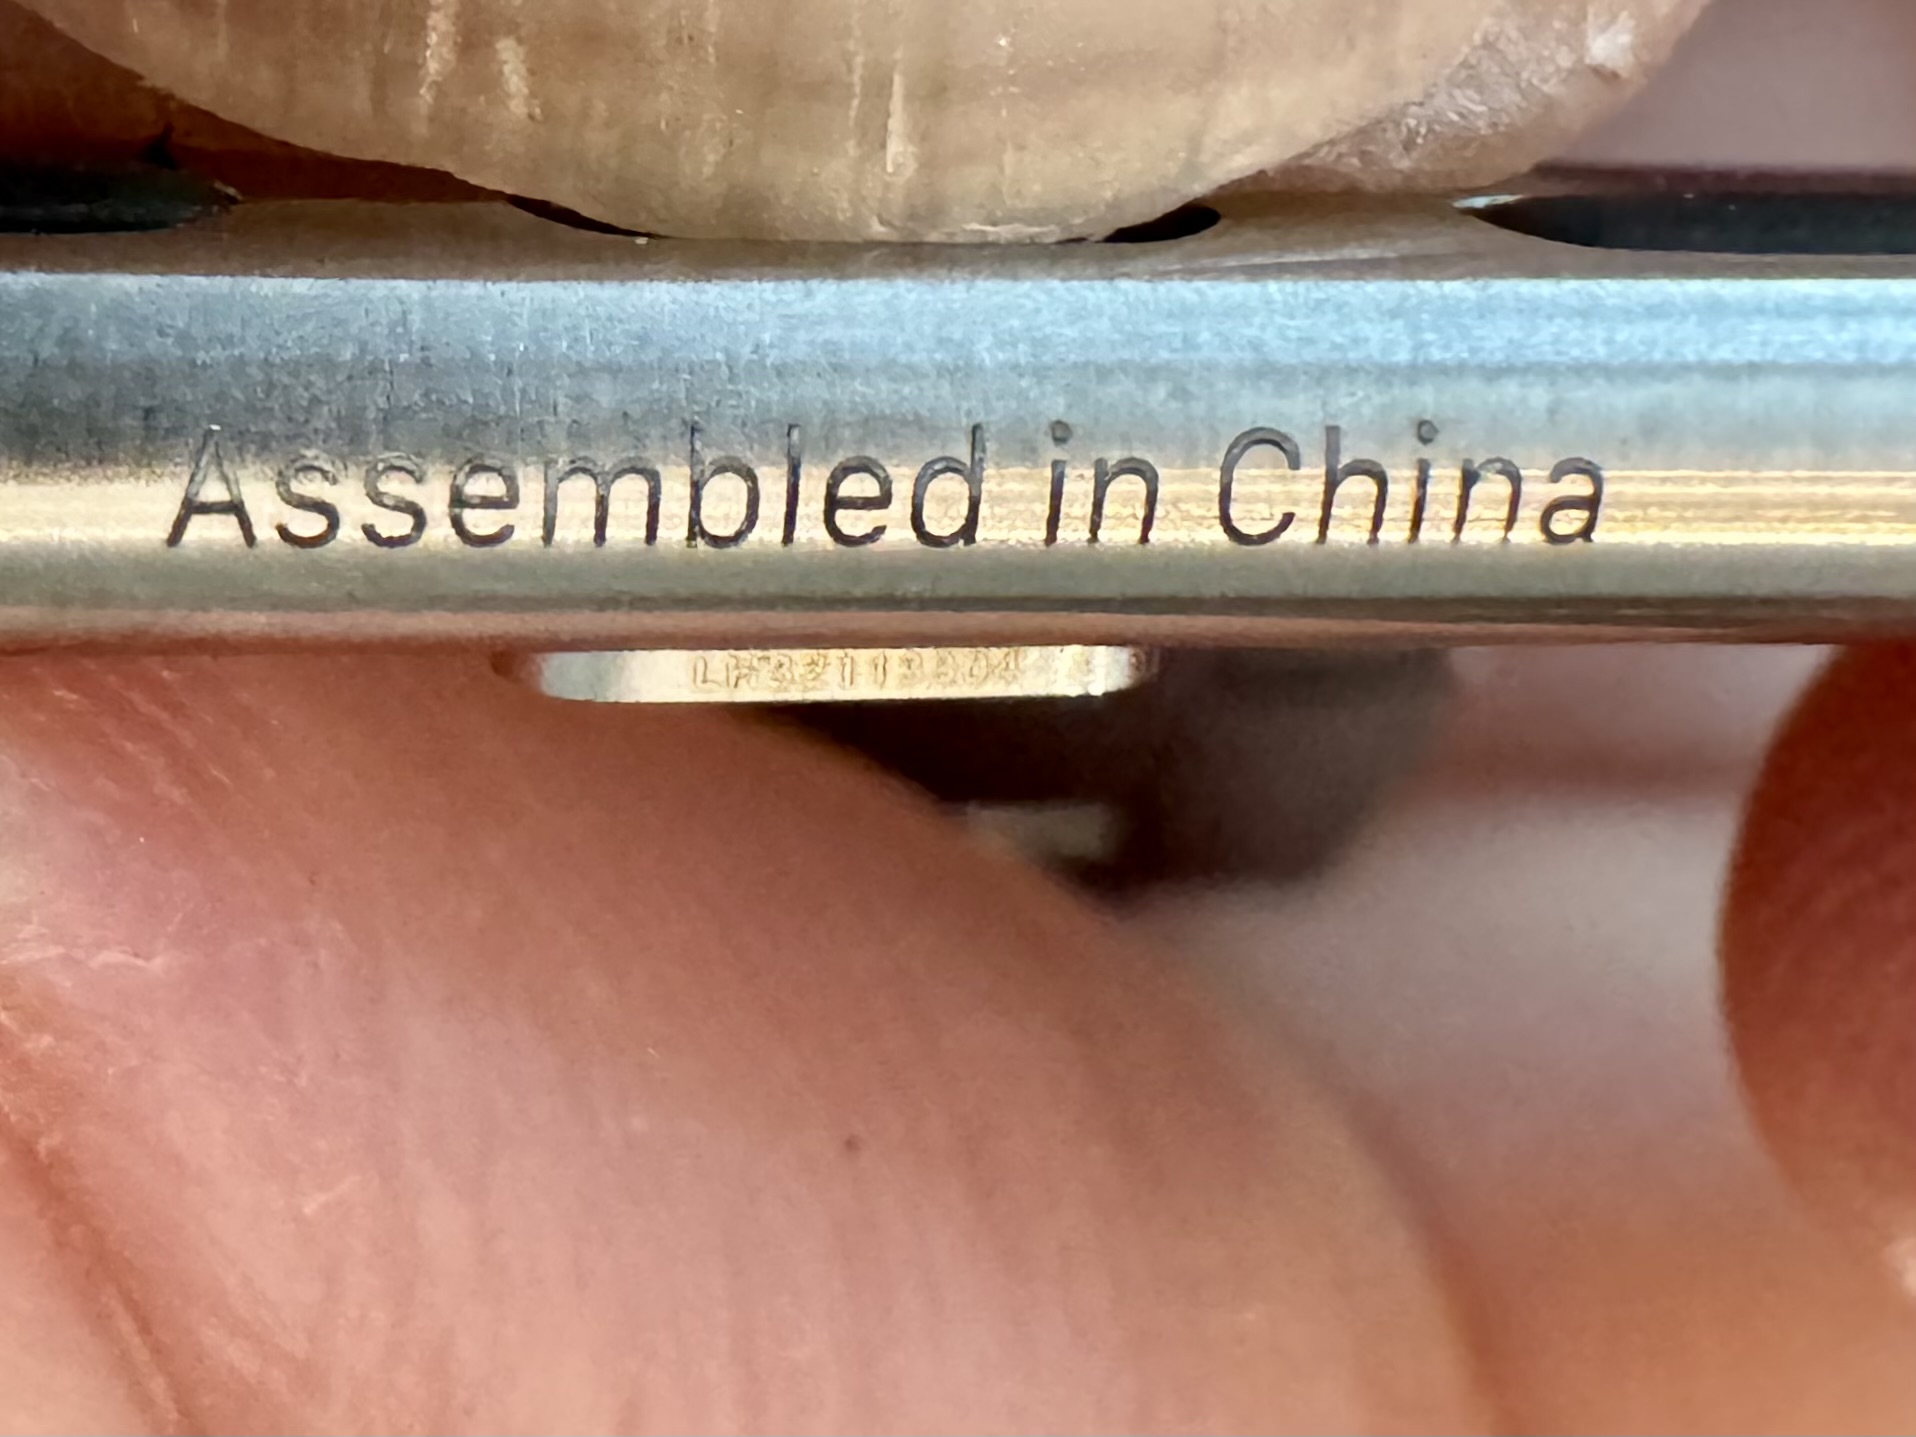 Assembled in China